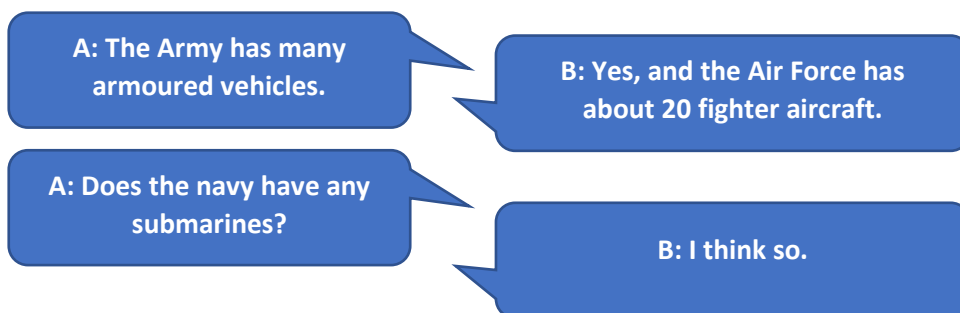 A: The Army has many
armoured vehicles.
B: Yes, and the Air Force has
about 20 fighter aircraft.
A: Does the navy have any
submarines?
B: I think so.